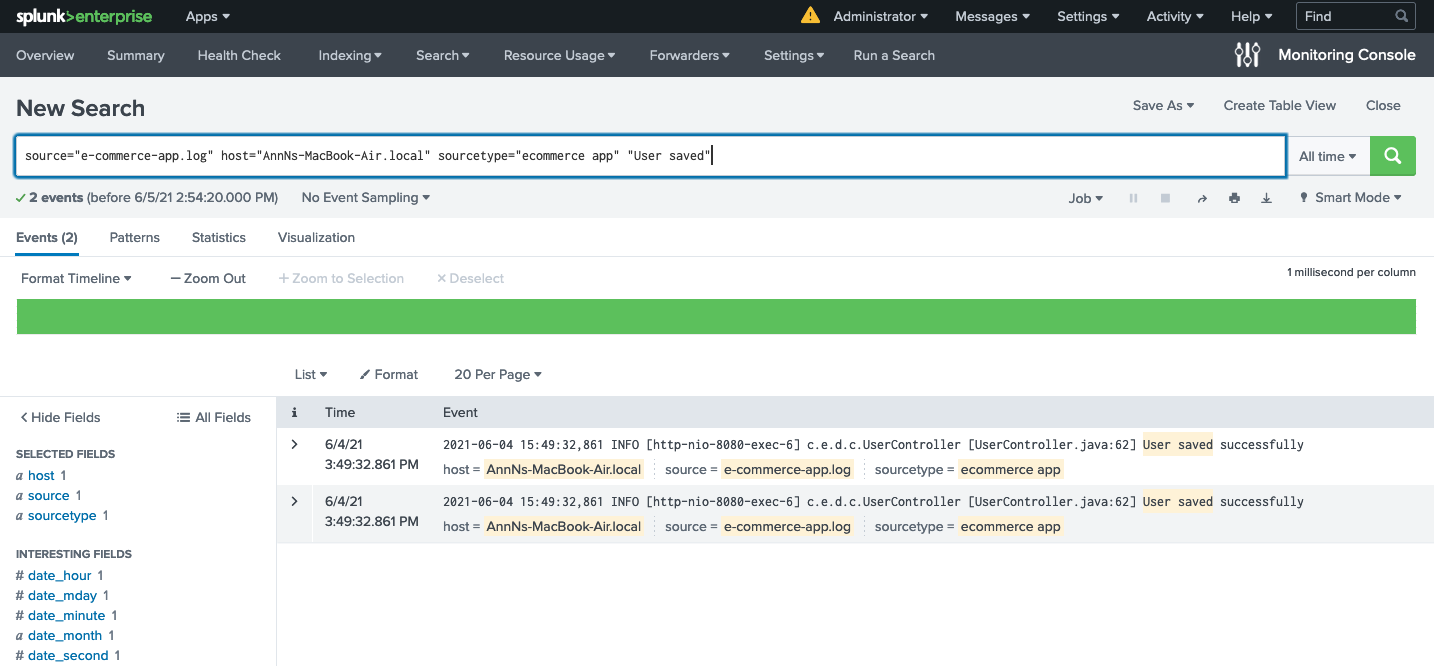 splunk>enterprise Apps Administrator Messages Settings Activity Help Find
Overview Summary Health Check Indexing Search Resource Usage Forwarders Settings Run a Search Monitoring Console
New Search Save As Create Table View Close
source="e-commerce-app.log" host="AnnNs-MacBook-Air.local" sourcetype="ecommerce app" "User saved" All time
2 events (before 6/5/21 2:54:20.000 PM) No Event Sampling Job Smart Mode
Events (2) Patterns Statistics Visualization
Format Timeline — Zoom Out + Zoom to Selection × Deselect 1 millisecond per column
List Format 20 Per Page
< Hide Fields All Fields
SELECTED FIELDS
a host 1
a source 1
a sourcetype 1
INTERESTING FIELDS
# date_hour 1
# date_mday 1
# date_minute 1
a date_month 1
# date_second 1
i Time Event
> 6/4/21 2021-06-04 15:49:32,861 INFO [http-nio-8080-exec-6] c.e.d.c.UserController [UserController.java:62] User saved successfully
3:49:32.861 PM host = AnnNs-MacBook-Air.local source = e-commerce-app.log sourcetype = ecommerce app
> 6/4/21 2021-06-04 15:49:32,861 INFO [http-nio-8080-exec-6] c.e.d.c.UserController [UserController.java:62] User saved successfully
3:49:32.861 PM host = AnnNs-MacBook-Air.local source = e-commerce-app.log sourcetype = ecommerce app